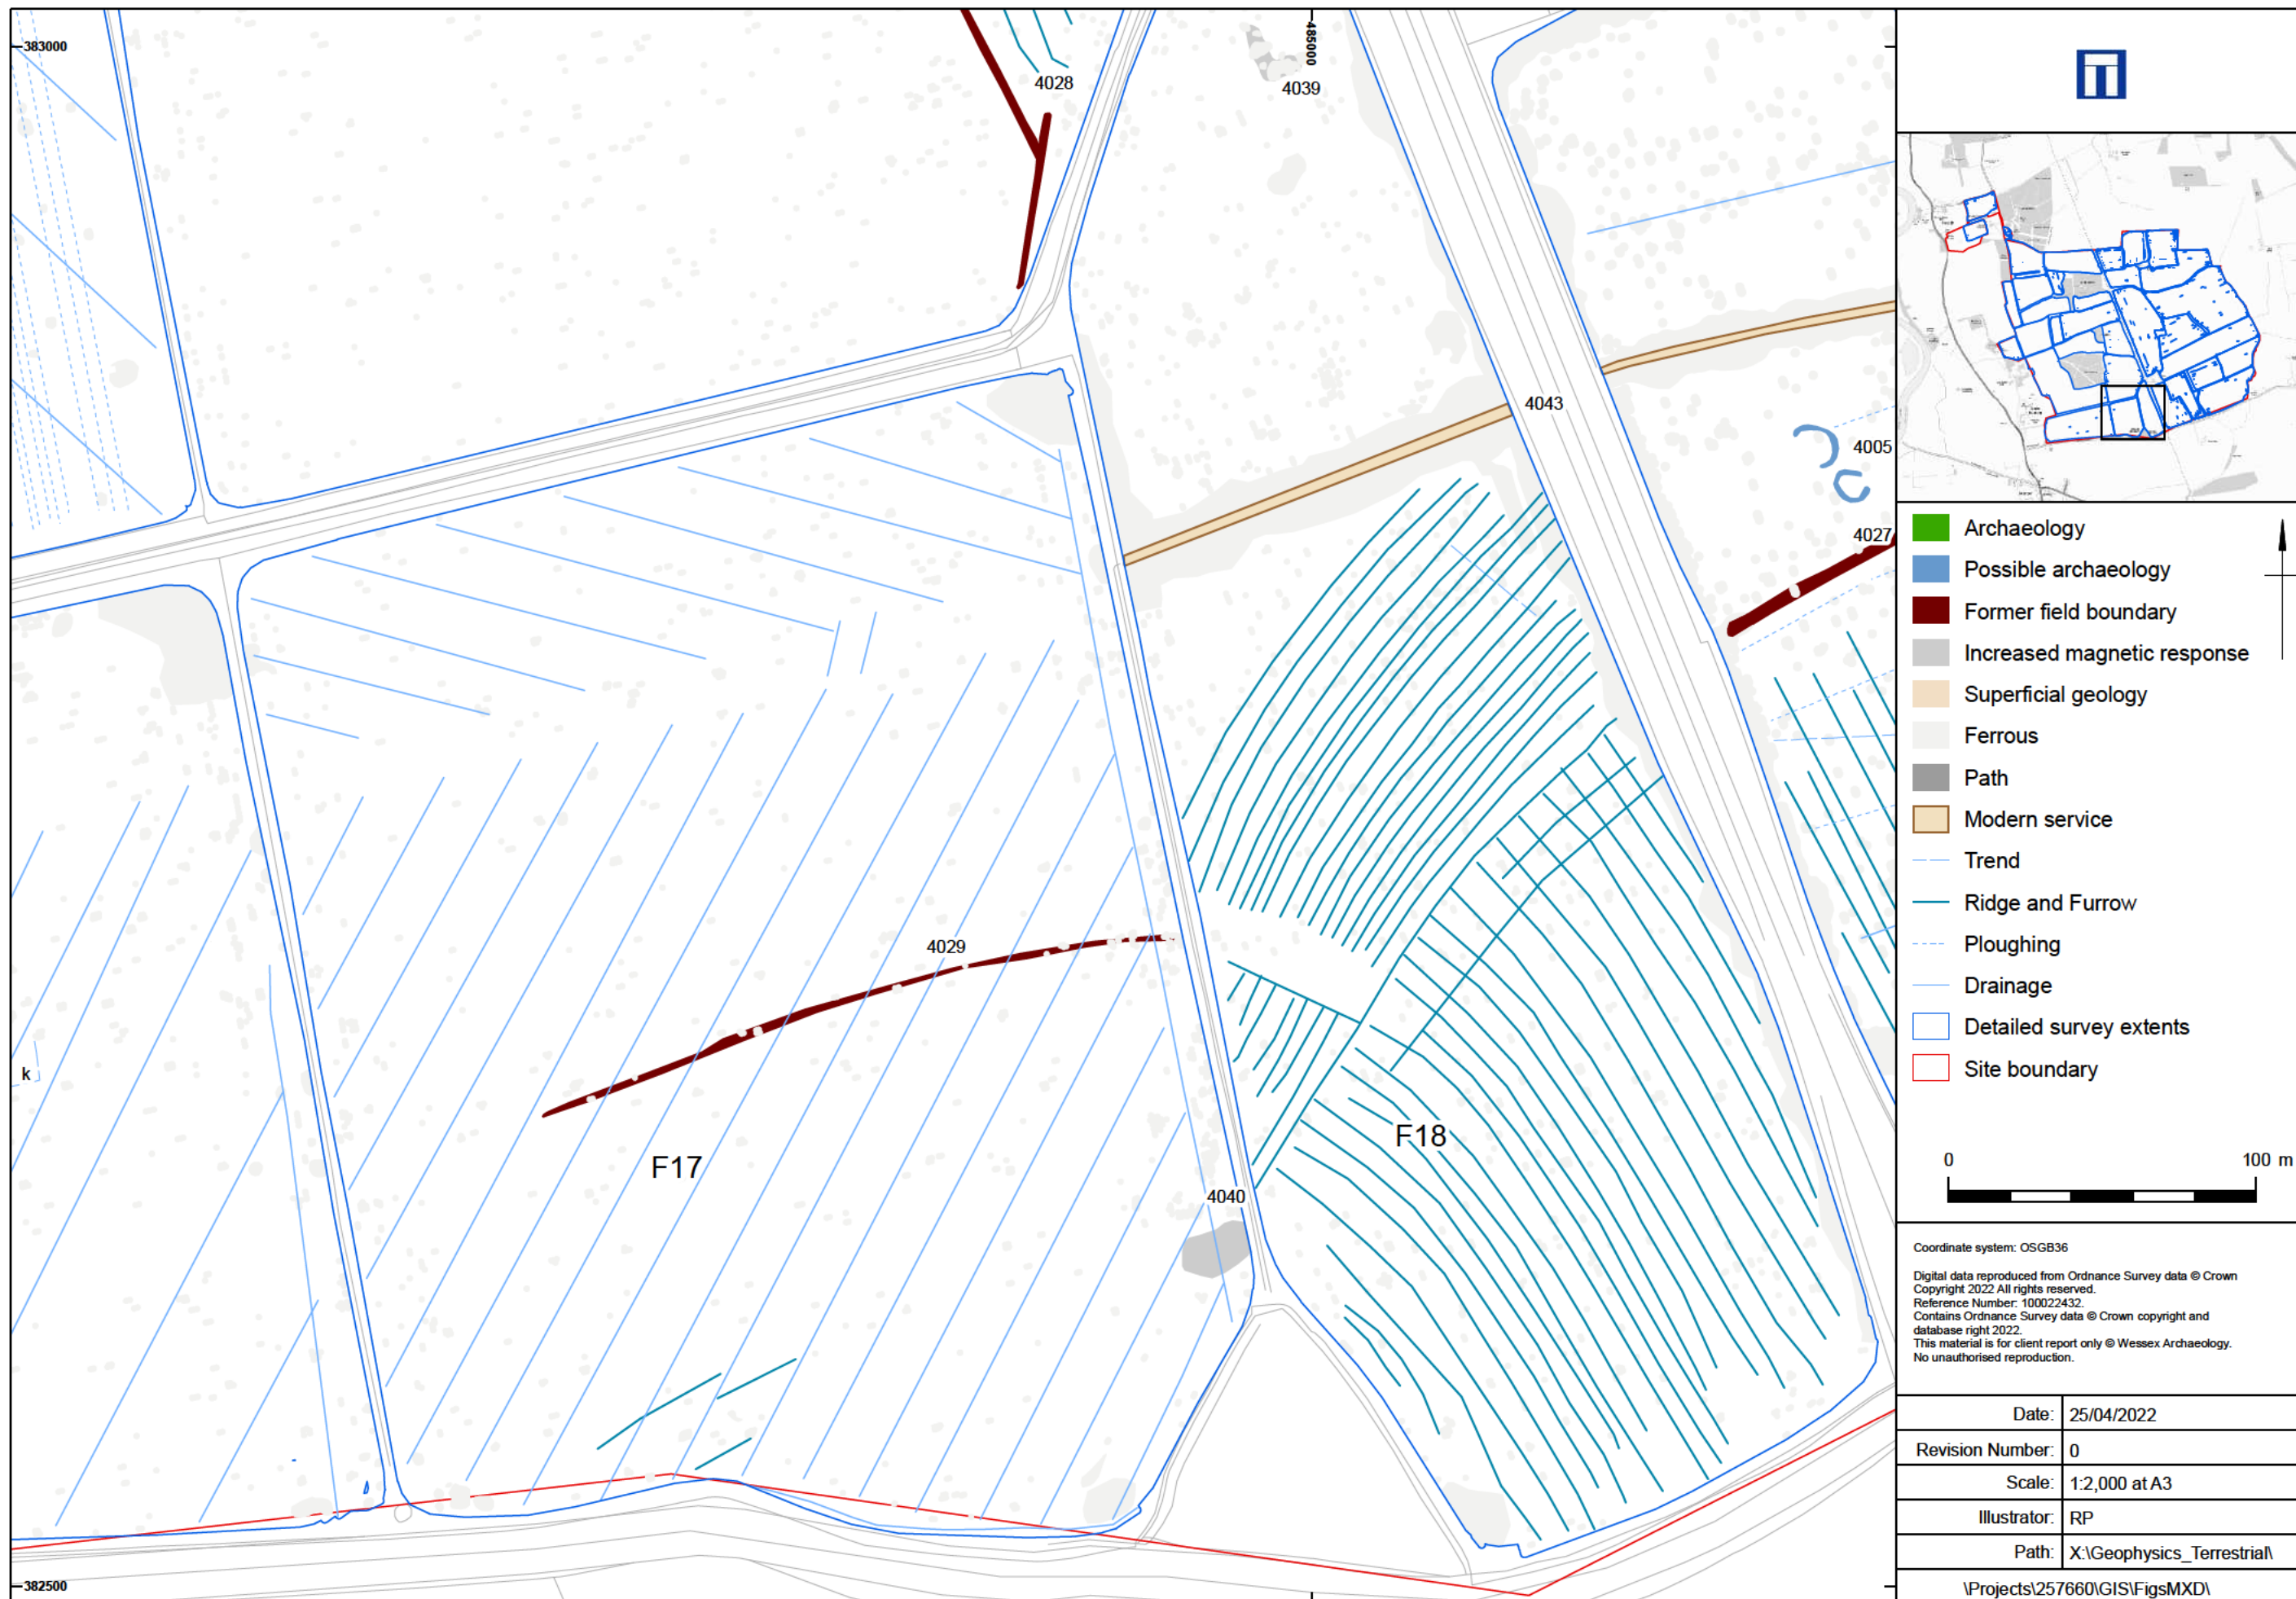 383000
485000
4028
4039
4043
4005
4027
4029
k
F17
F18
4040
382500
Archaeology
Possible archaeology
Former field boundary
Increased magnetic response
Superficial geology
Ferrous
Path
Modern service
Trend
Ridge and Furrow
Ploughing
Drainage
Detailed survey extents
Site boundary
0 100 m
Coordinate system: OSGB36
Digital data reproduced from Ordnance Survey data © Crown
Copyright 2022 All rights reserved.
Reference Number: 100022432.
Contains Ordnance Survey data © Crown copyright and
database right 2022.
This material is for client report only © Wessex Archaeology.
No unauthorised reproduction.
Date: 25/04/2022
Revision Number: 0
Scale: 1:2,000 at A3
Illustrator: RP
Path: X:\Geophysics_Terrestrial\
\Projects\257660\GIS\FigsMXD\